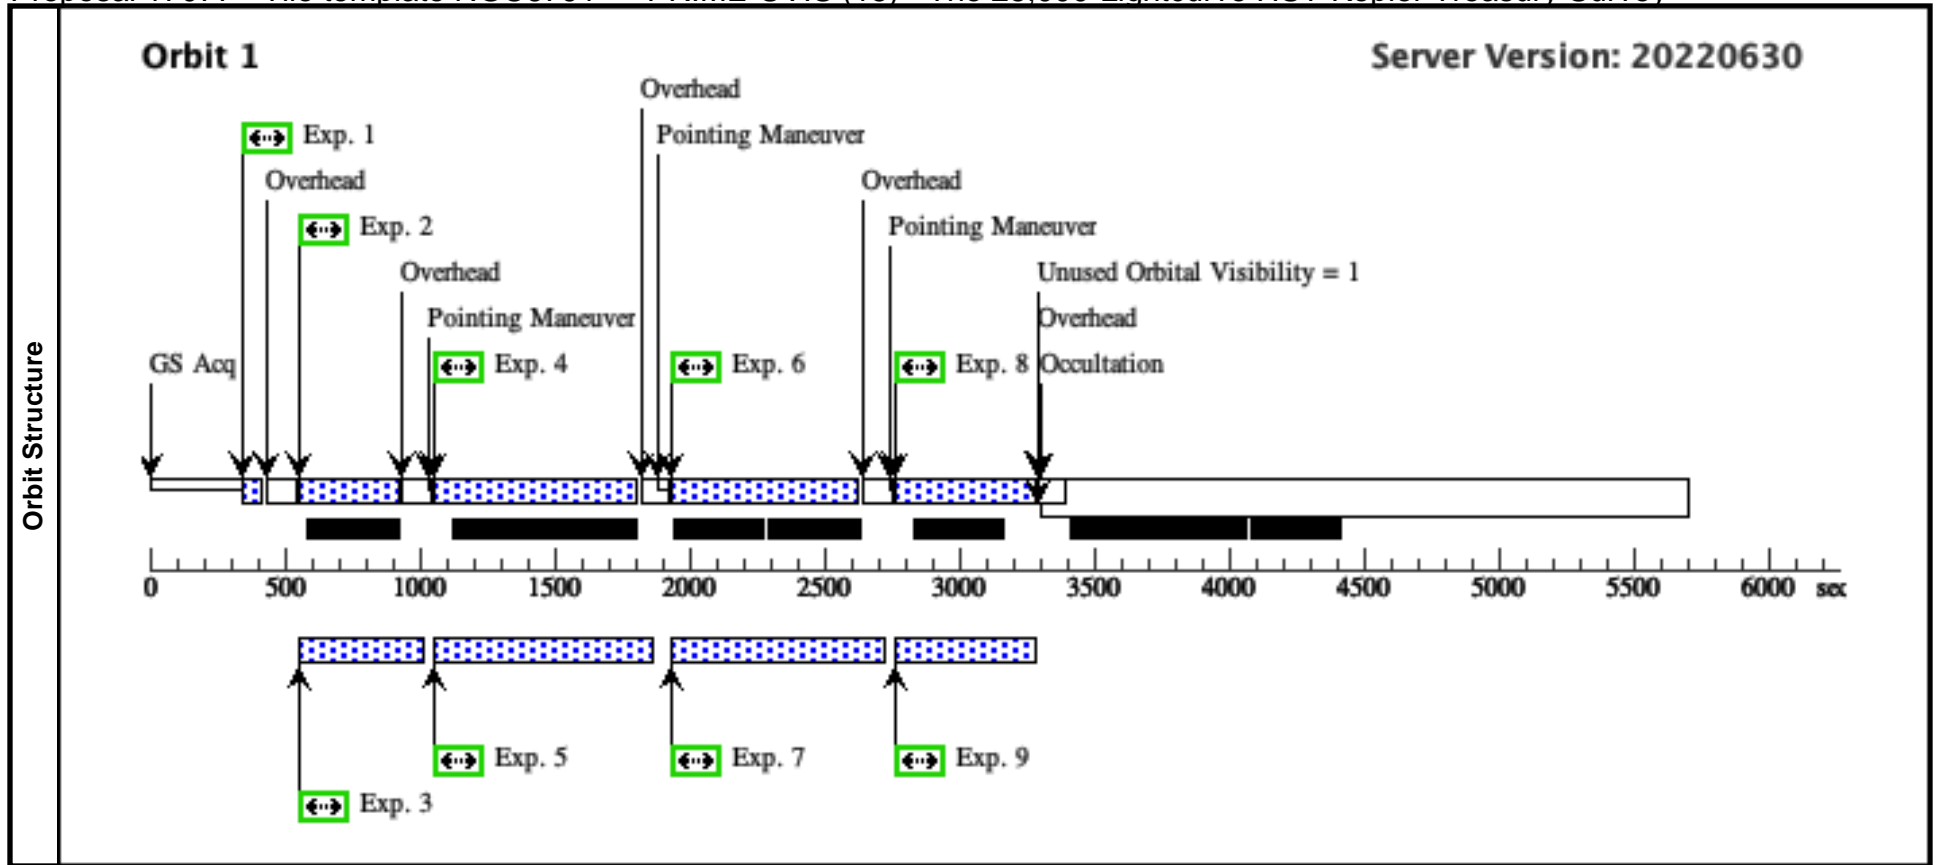 Orbit Structure
Orbit 1
Server Version: 20220630
Overhead
Exp. 1
Pointing Maneuver
Overhead
Overhead
Exp. 2
Pointing Maneuver
Overhead
Unused Orbital Visibility = 1
Pointing Maneuver
Overhead
GS Acq
Exp. 4
Exp. 6
Exp. 8
Occultation
0 500 1000 1500 2000 2500 3000 3500 4000 4500 5000 5500 6000 sec
Exp. 5
Exp. 7
Exp. 9
Exp. 3